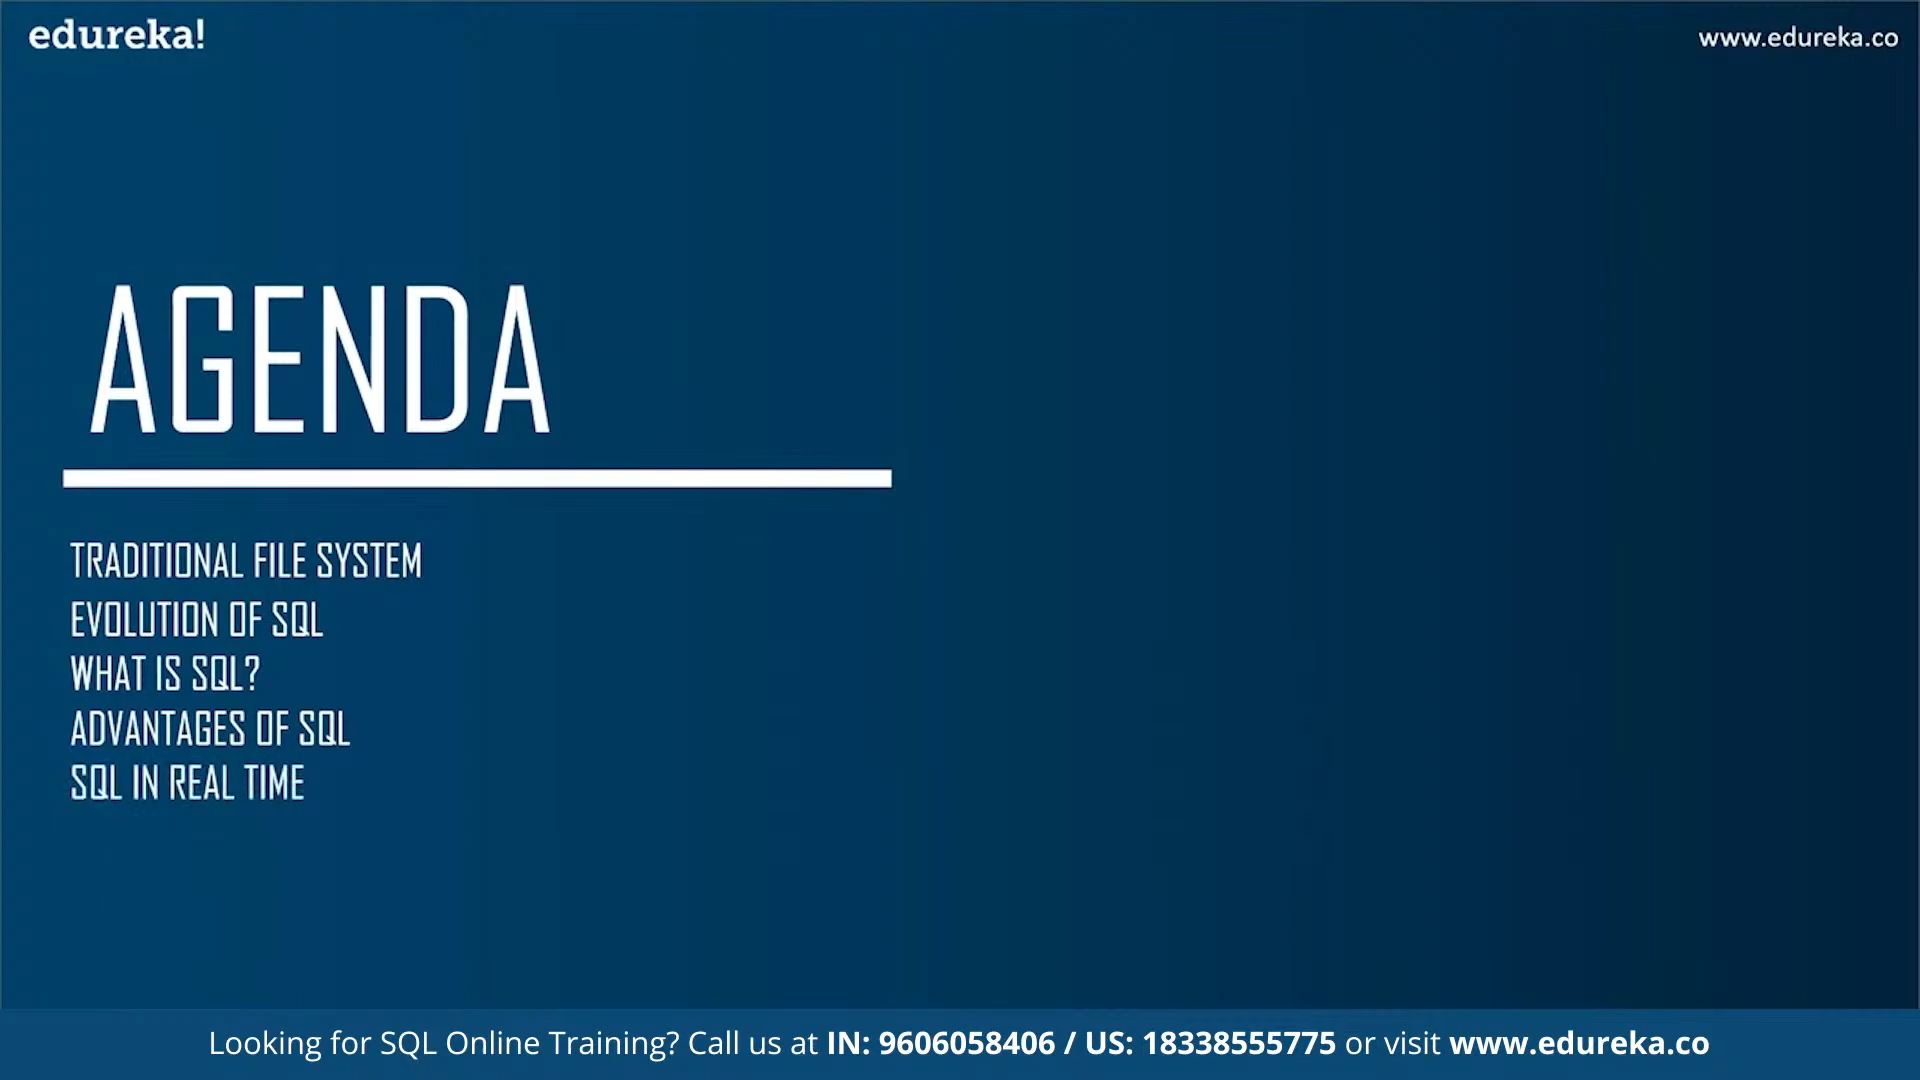 edureka!
www.edureka.co
AGENDA
TRADITIONAL FILE SYSTEM
EVOLUTION OF SQL
WHAT IS SQL?
ADVANTAGES OF SQL
SQL IN REAL TIME
Looking for SQL Online Training? Call us at IN: 9606058406 / US: 18338555775 or visit www.edureka.co